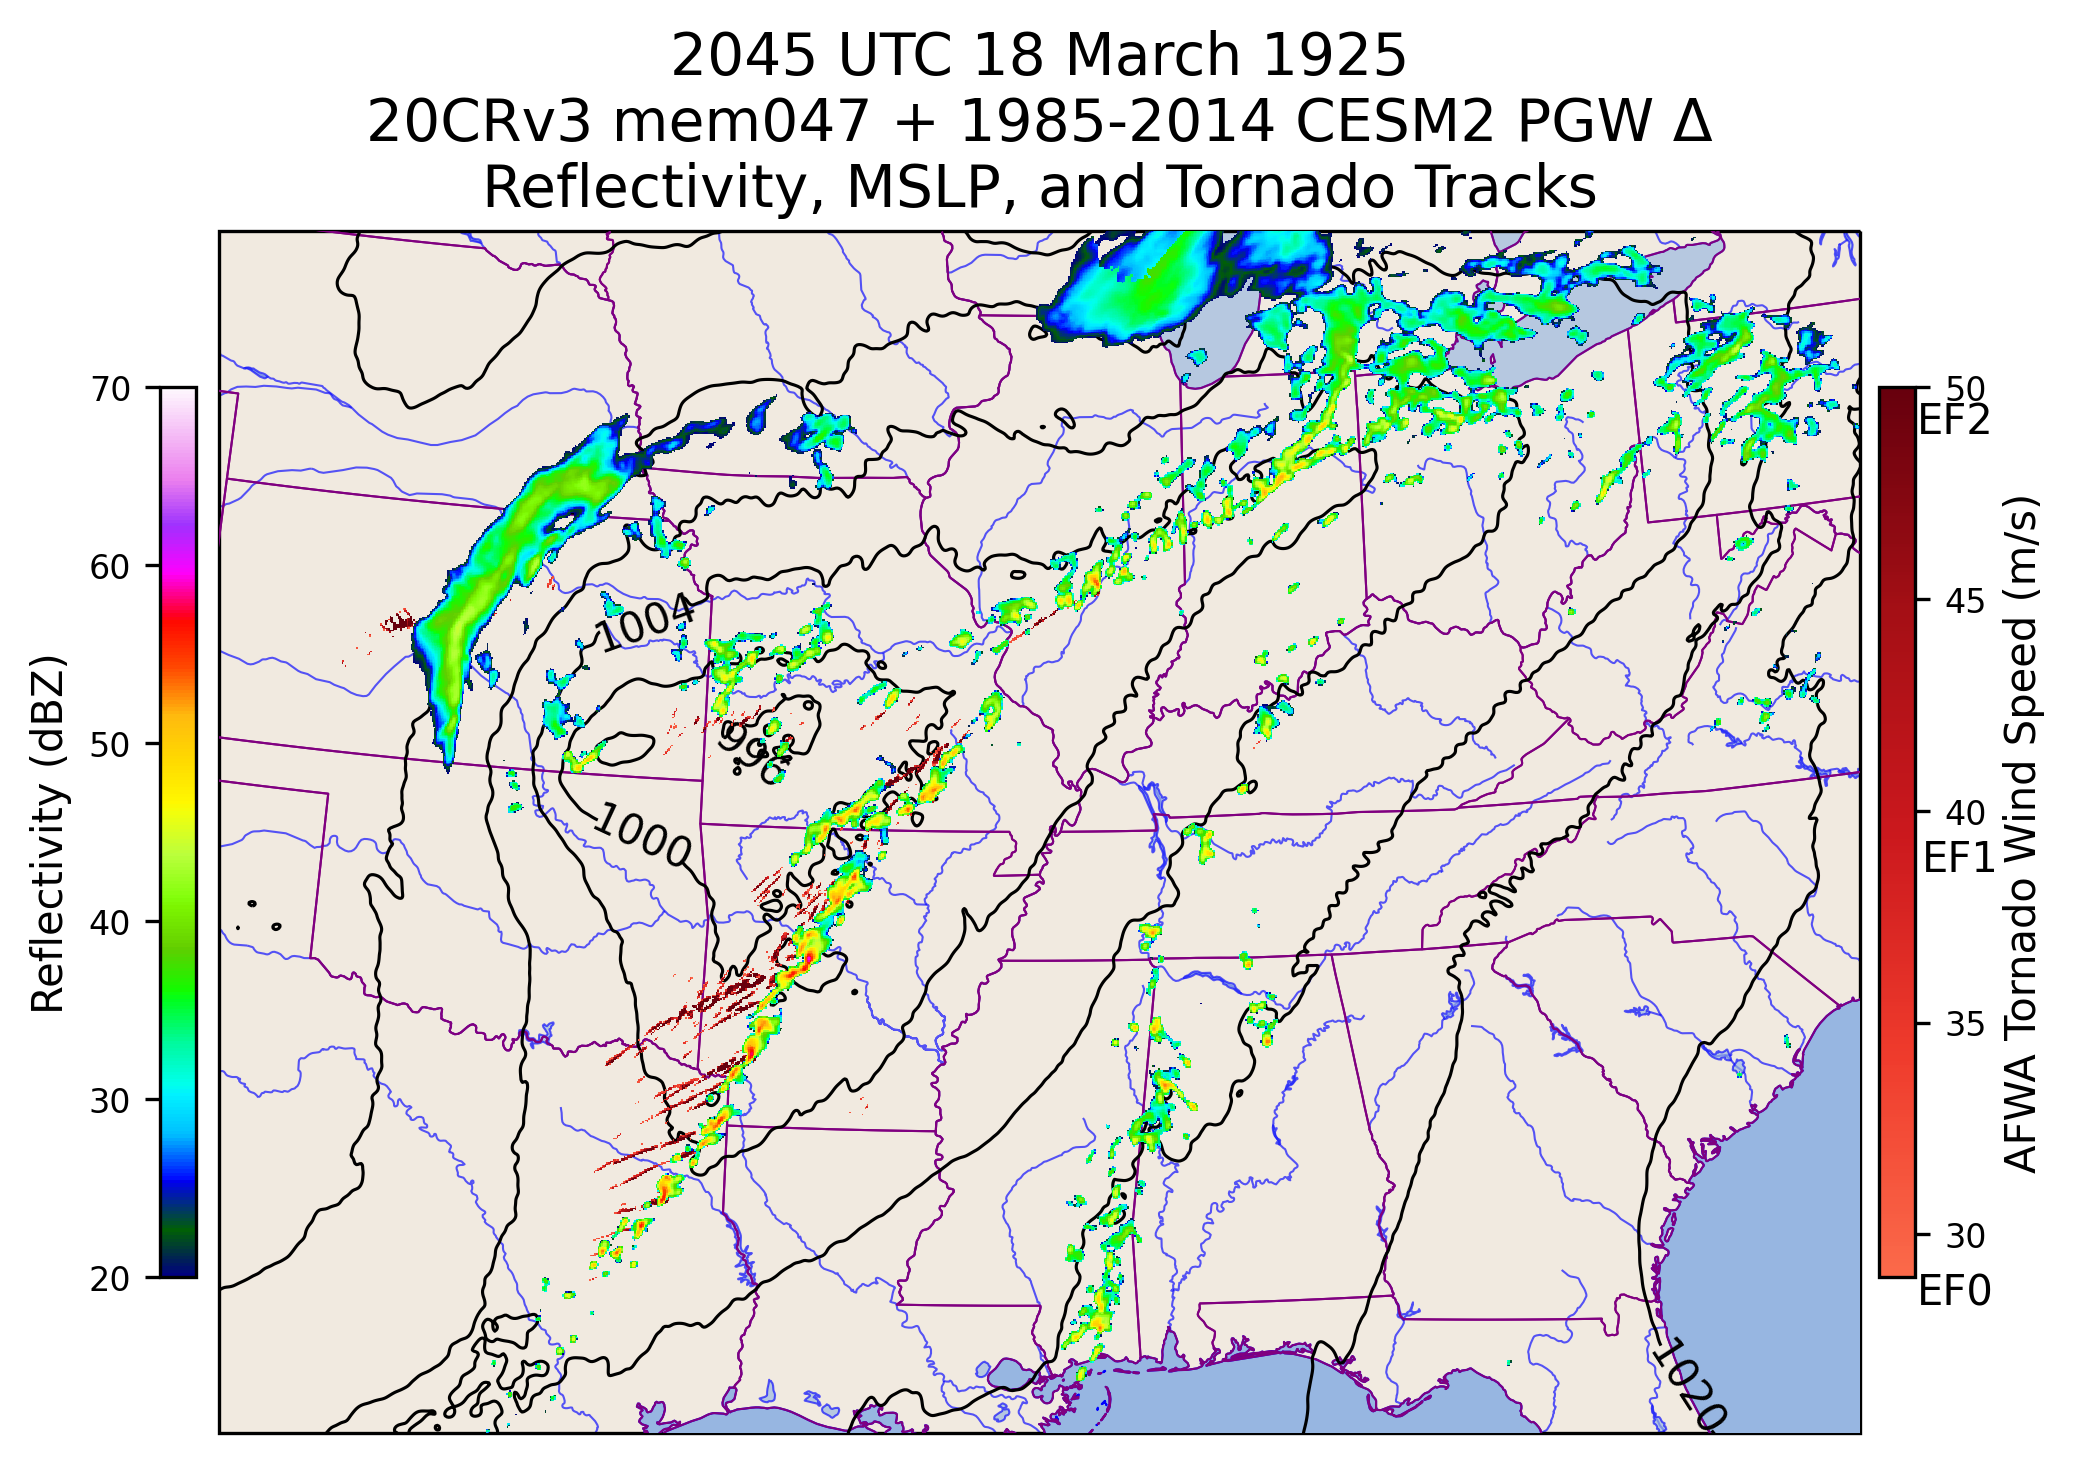 2045 UTC 18 March 1925
20CRv3 mem047 + 1985-2014 CESM2 PGW Δ
Reflectivity, MSLP, and Tornado Tracks
70
60
50
40
30
20
Reflectivity (dBZ)
1004
996
1000
1020
50
EF2
45
40
EF1
35
30
EF0
AFWA Tornado Wind Speed (m/s)